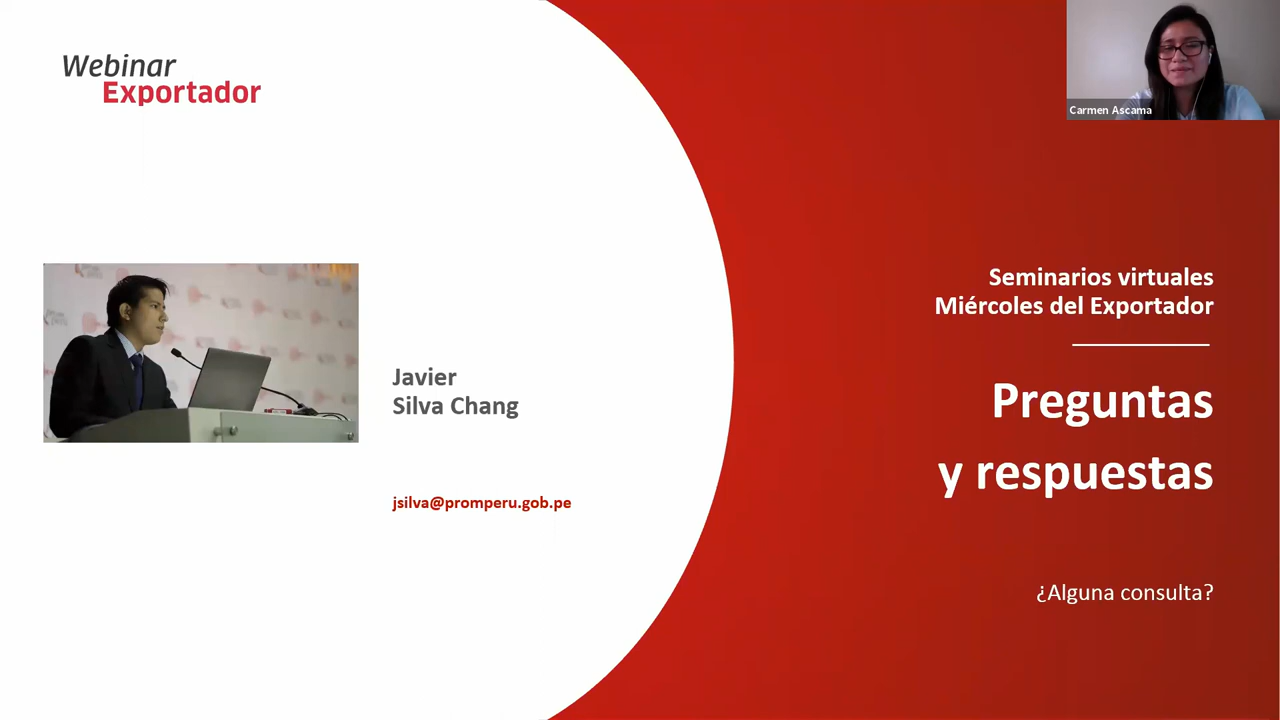 Webinar
Exportador
Carmen Ascama
Javier
Silva Chang
jsilva@promperu.gob.pe
Seminarios virtuales
Miércoles del Exportador
Preguntas
y respuestas
¿Alguna consulta?